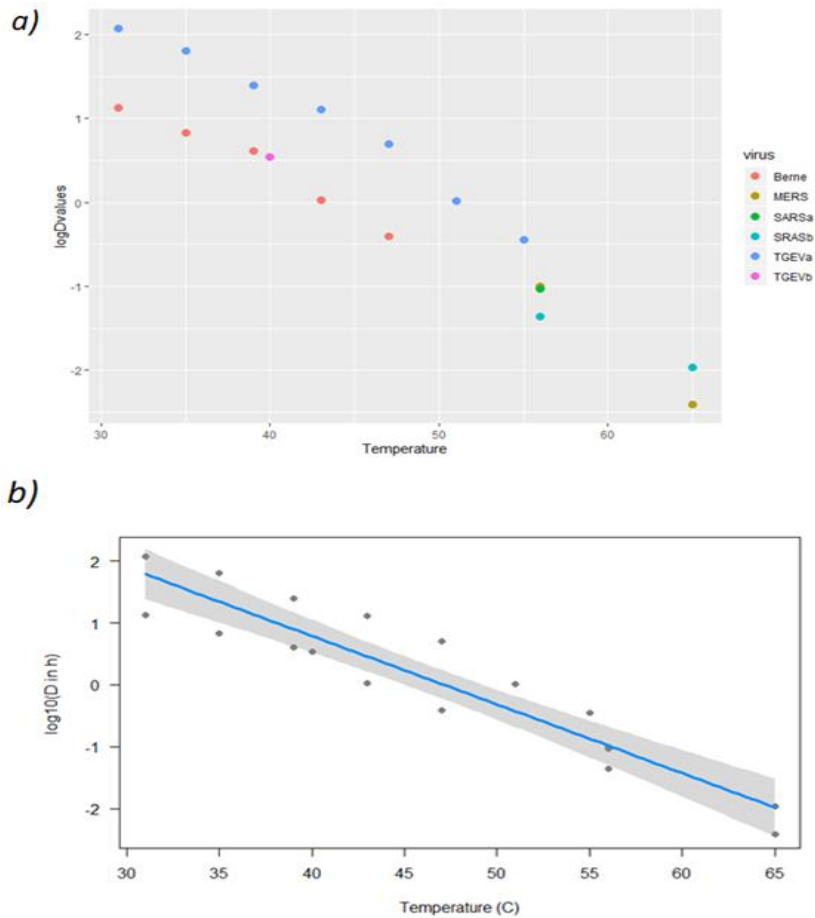 a)
2
1
0
-1
-2
logDvalues
30
40
50
60
Temperature
virus
Berne
MERS
SARSa
SRASb
TGEVa
TGEVb
b)
2
1
0
-1
-2
log10(D in h)
30
35
40
45
50
55
60
65
Temperature (C)